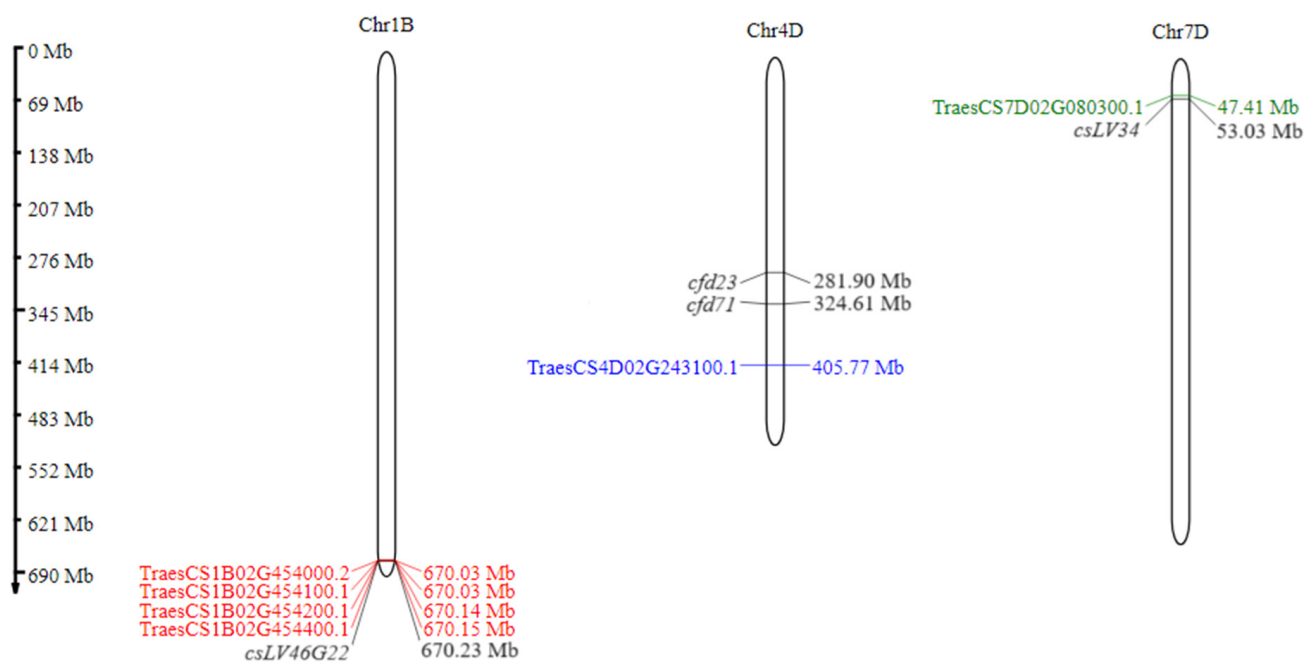 Chr1B
Chr4D
Chr7D
0 Mb
69 Mb
138 Mb
207 Mb
276 Mb
345 Mb
414 Mb
483 Mb
552 Mb
621 Mb
690 Mb
TraesCS1B02G454000.2 670.03 Mb
TraesCS1B02G454100.1 670.03 Mb
TraesCS1B02G454200.1 670.14 Mb
TraesCS1B02G454400.1 670.15 Mb
csLV46G22 670.23 Mb
cfd23 281.90 Mb
cfd71 324.61 Mb
TraesCS4D02G243100.1 405.77 Mb
TraesCS7D02G080300.1 47.41 Mb
csLV34 53.03 Mb